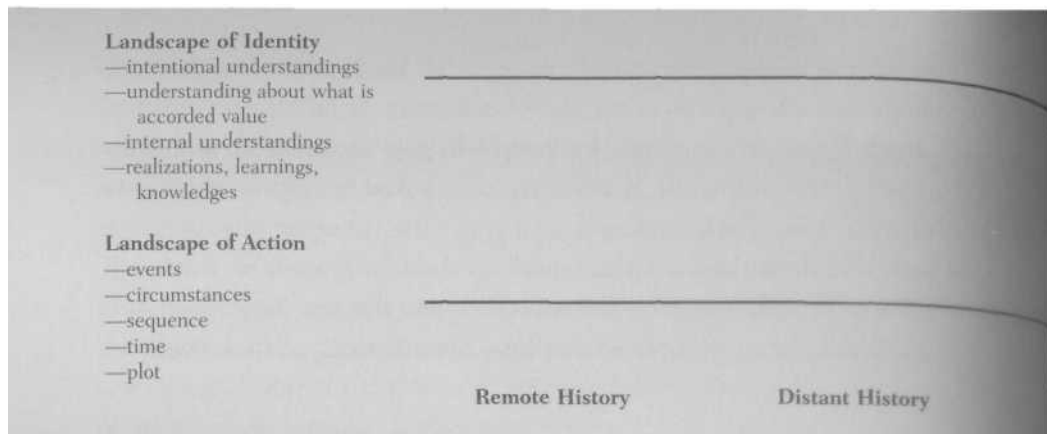 Landscape of Identity
—intentional understandings
—understanding about what is
accorded value
—internal understandings
—realizations, learnings,
knowledges
Landscape of Action
—events
—circumstances
—sequence
—time
—plot
Remote History
Distant History